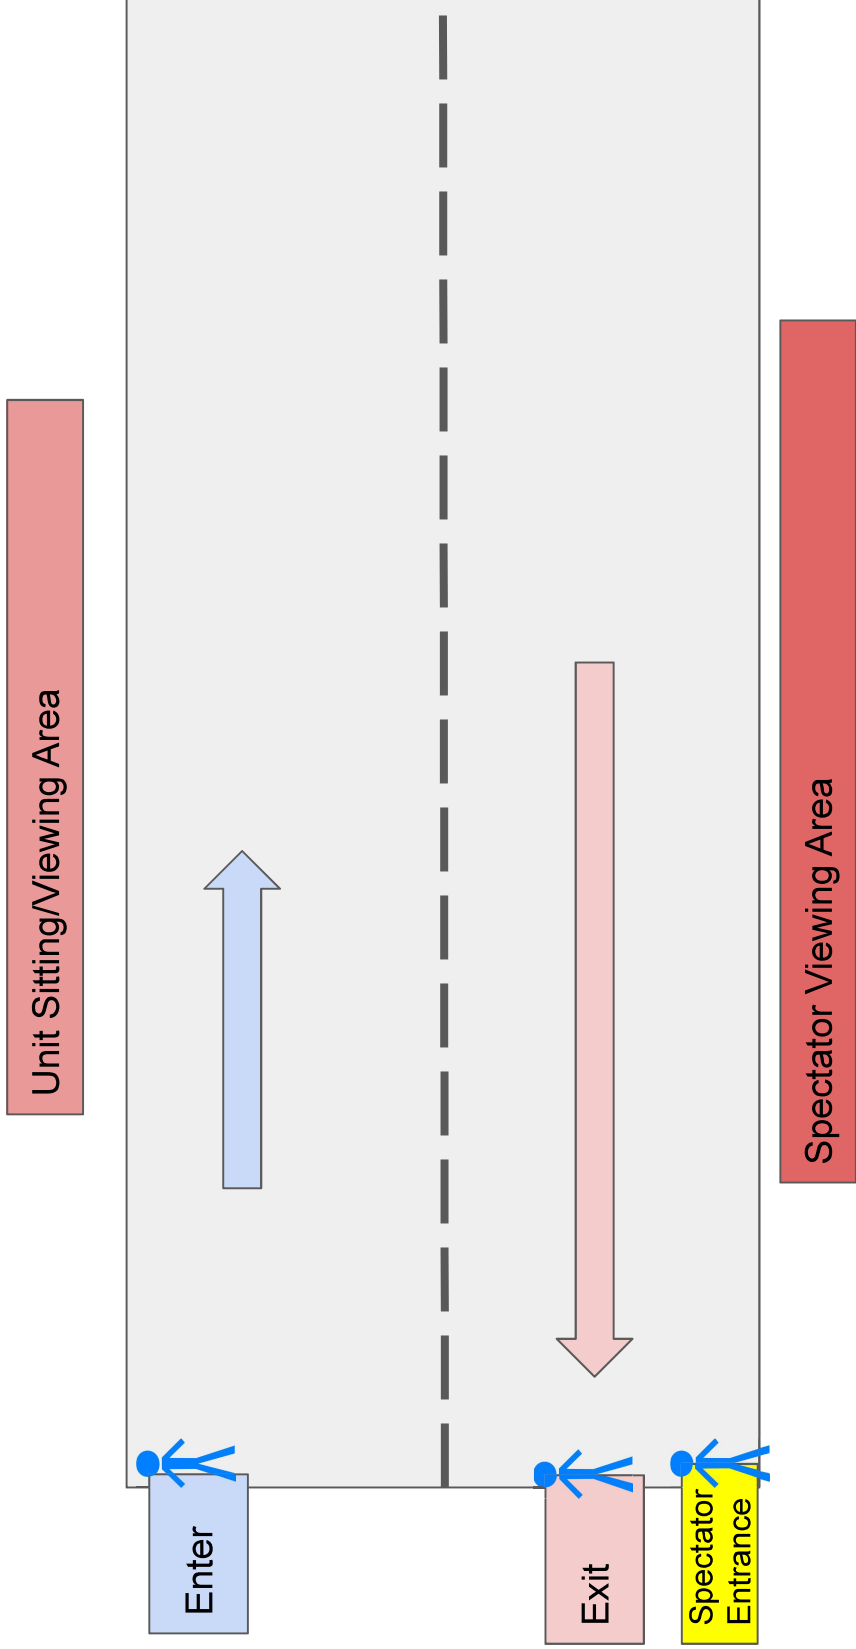 Unit Sitting/Viewing Area
Spectator Viewing Area
Enter
Exit
Spectator
Entrance